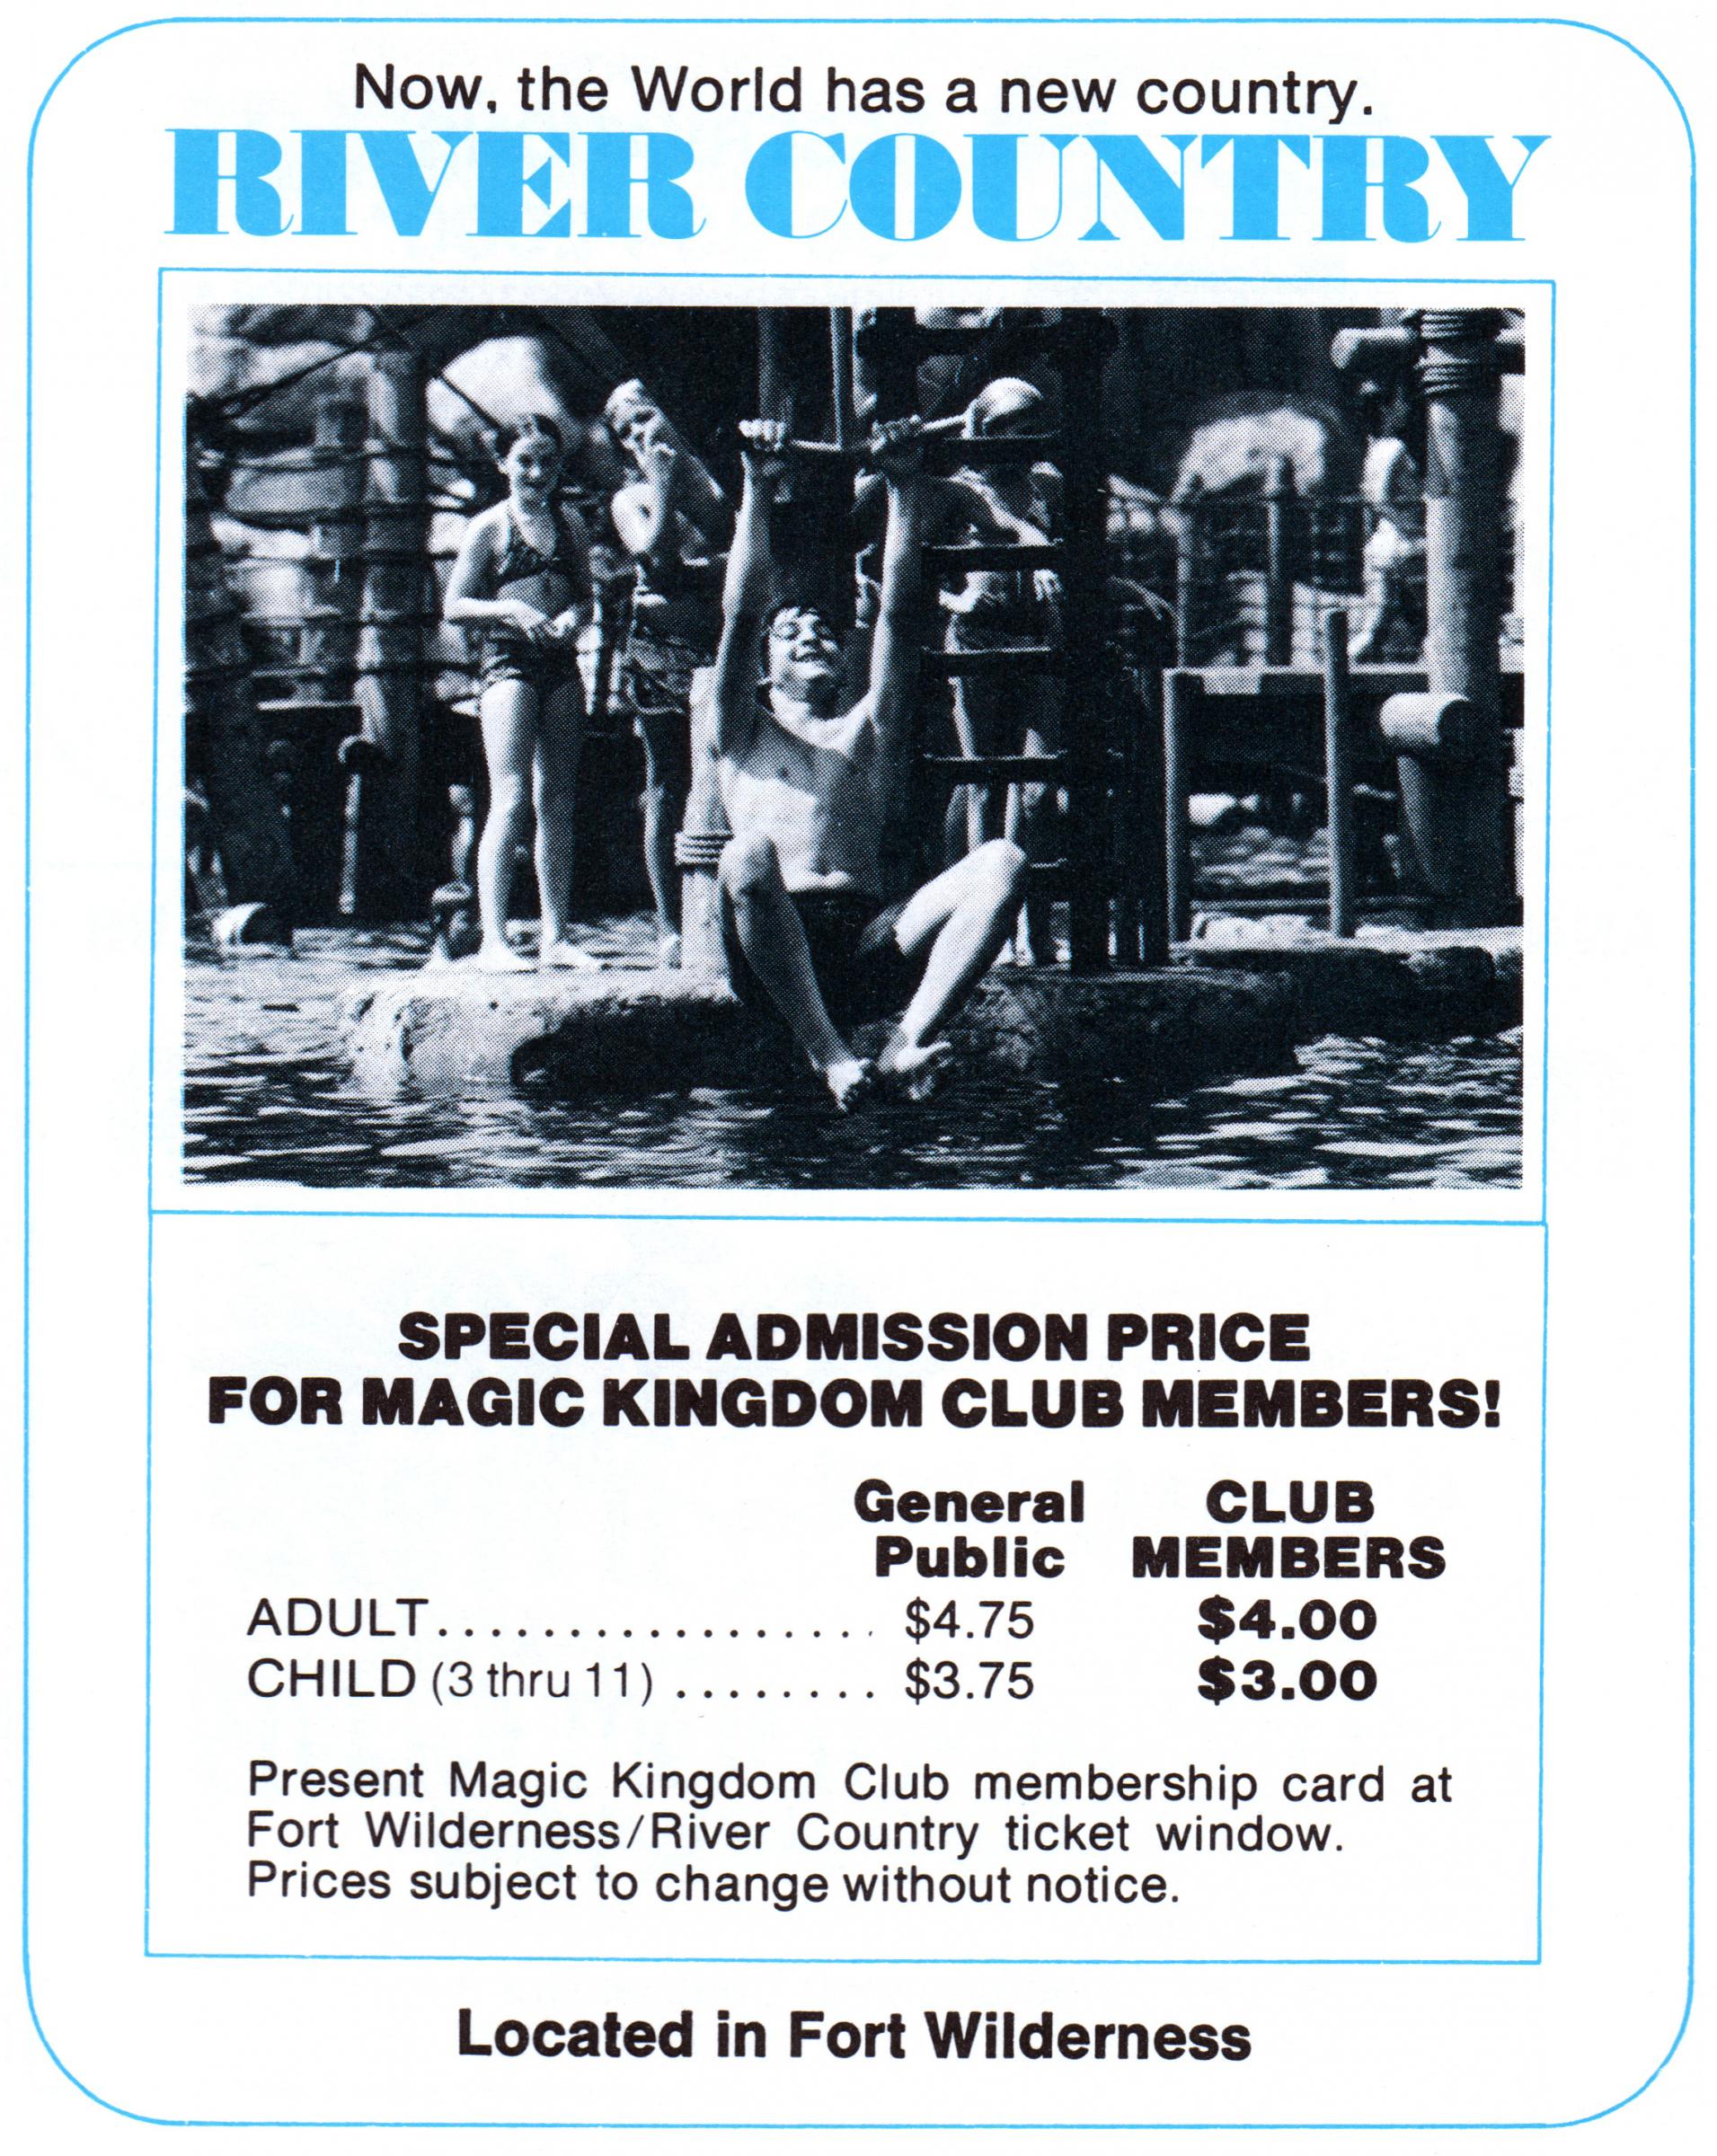 Now, the World has a new country.
RIVER COUNTRY
SPECIAL ADMISSION PRICE
FOR MAGIC KINGDOM CLUB MEMBERS!
General CLUB
Public MEMBERS
ADULT.................. $4.75 $4.00
CHILD (3 thru 11) ........ $3.75 $3.00
Present Magic Kingdom Club membership card at
Fort Wilderness/River Country ticket window.
Prices subject to change without notice.
Located in Fort Wilderness